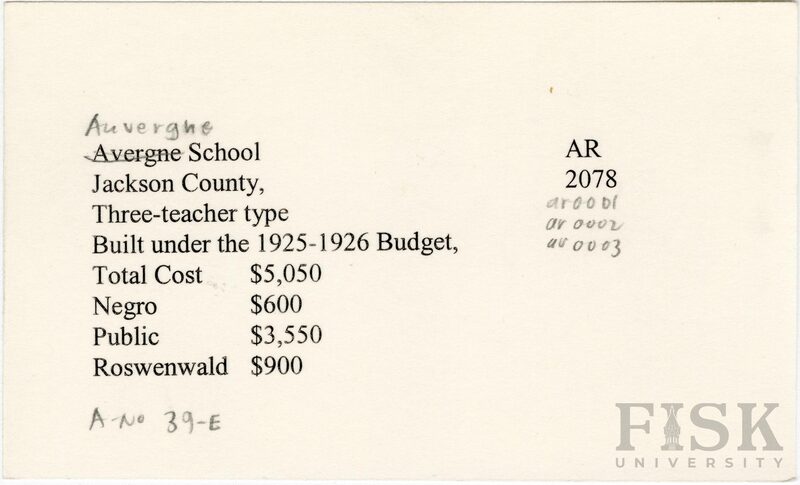 Auvergne
Avergne School
Jackson County,
Three-teacher type
Built under the 1925-1926 Budget,
Total Cost $5,050
Negro $600
Public $3,550
Roswenwald $900
A-No 39-E
AR
2078
ar0001
ar0002
ar0003
FISK
UNIVERSITY